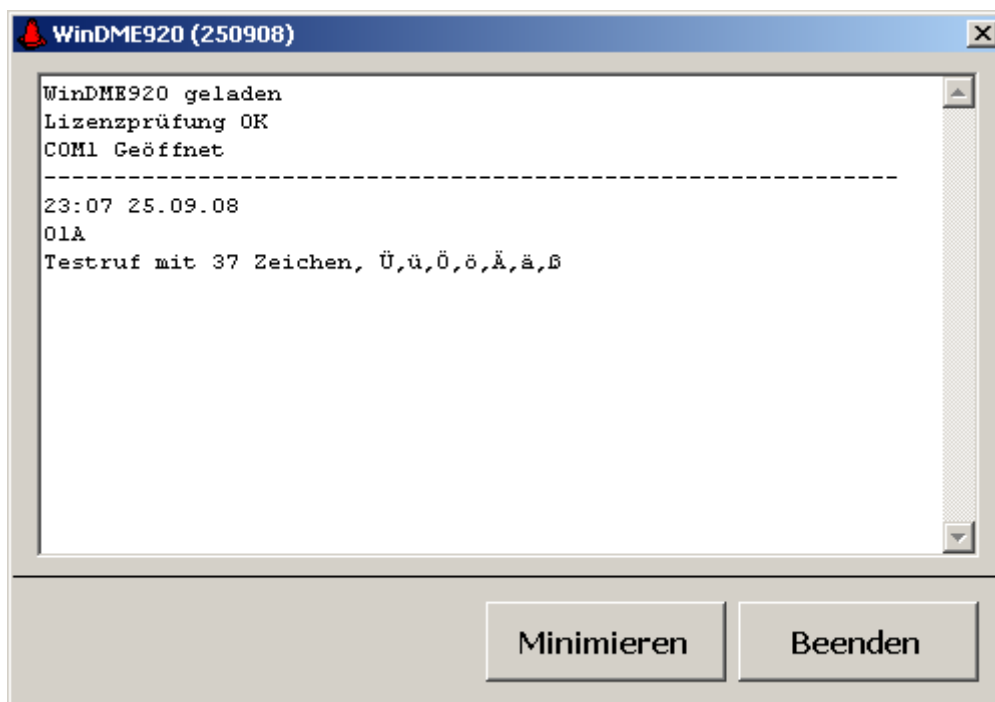 WinDME920 (250908)
WinDME920 geladen
Lizenzprüfung OK
COM1 Geöffnet
-------------------------------------------------------------
23:07 25.09.08
01A
Testruf mit 37 Zeichen, Ü,ü,Ö,ö,Ä,ä,ß
Minimieren
Beenden